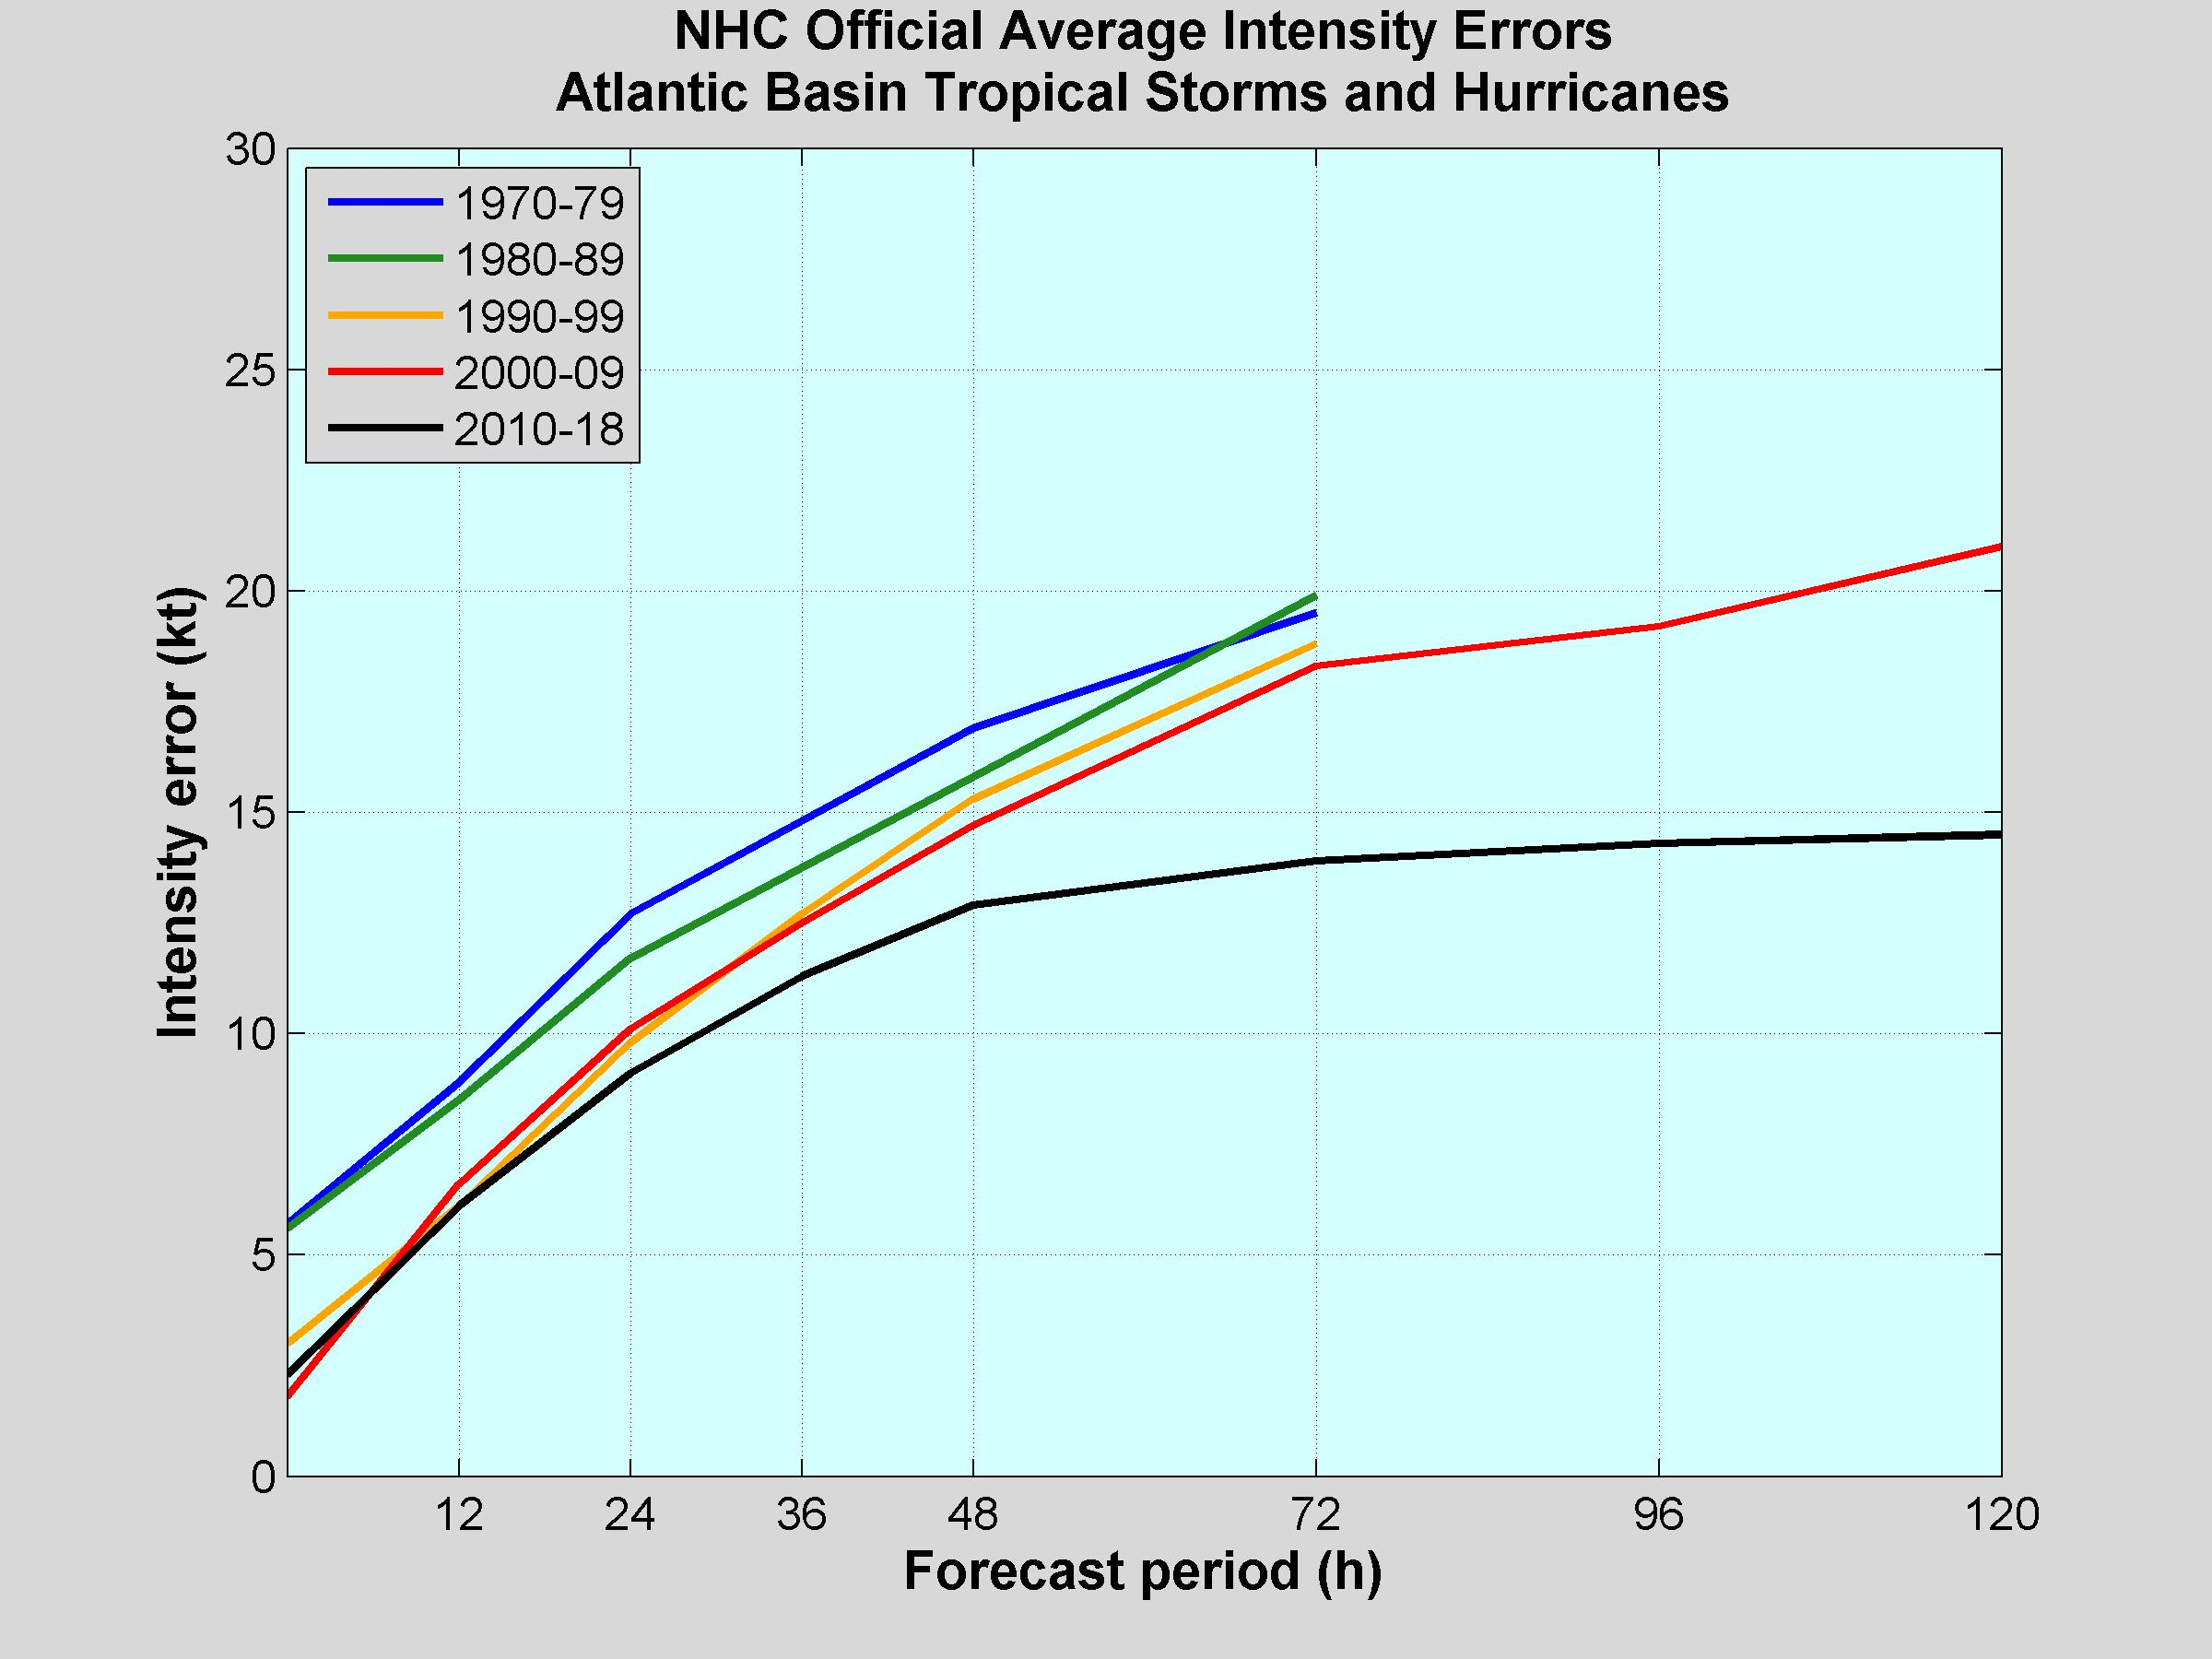 NHC Official Average Intensity Errors
Atlantic Basin Tropical Storms and Hurricanes
30
25
20
15
10
5
0
Intensity error (kt)
1970-79
1980-89
1990-99
2000-09
2010-18
12 24 36 48 72 96 120
Forecast period (h)